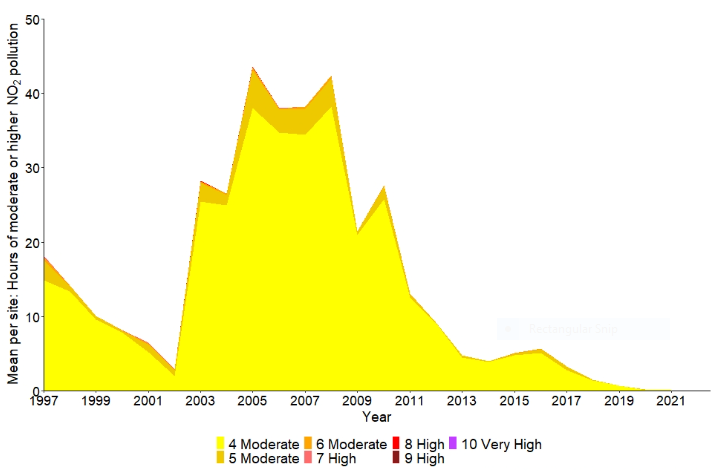 50
40
30
20
10
0
Mean per site: Hours of moderate or higher NO₂ pollution
1997 1999 2001 2003 2005 2007 2009 2011 2013 2015 2017 2019 2021
Year
Rectangular Snip
4 Moderate 6 Moderate 8 High 10 Very High
5 Moderate 7 High 9 High